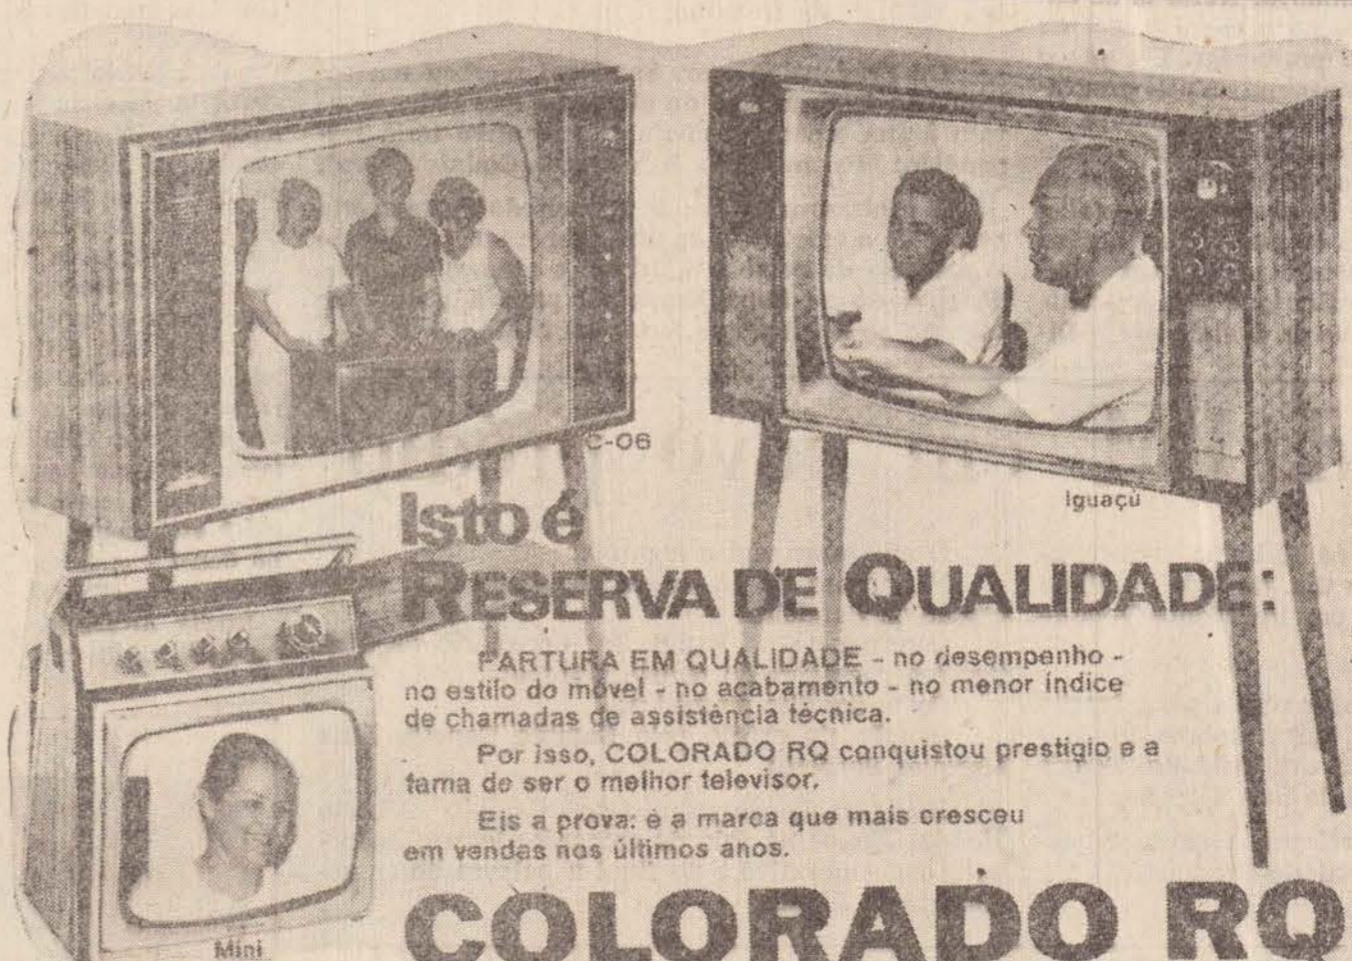 C-06
Iguaçú
Isto é
RESERVA DE QUALIDADE:
FARTURA EM QUALIDADE - no desempenho -
no estilo do móvel - no acabamento - no menor índice
de chamadas de assistência técnica.
Por isso, COLORADO RQ conquistou prestígio e a
fama de ser o melhor televisor.
Eis a prova: é a marca que mais cresceu
em vendas nos últimos anos.
Mini
COLORADO RQ